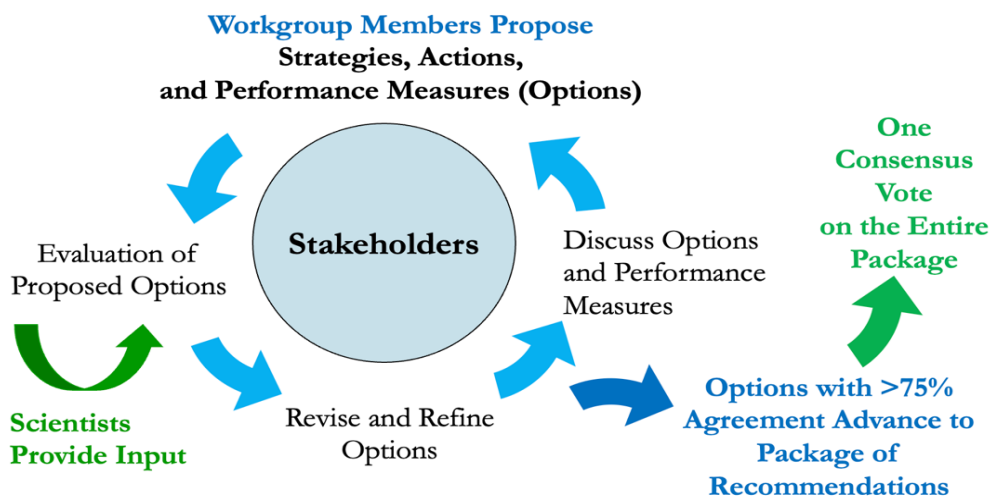 Workgroup Members Propose
Strategies, Actions,
and Performance Measures (Options)
One
Consensus
Vote
on the Entire
Package
Stakeholders
Evaluation of
Proposed Options
Discuss Options
and Performance
Measures
Scientists
Provide Input
Revise and Refine
Options
Options with >75%
Agreement Advance to
Package of
Recommendations